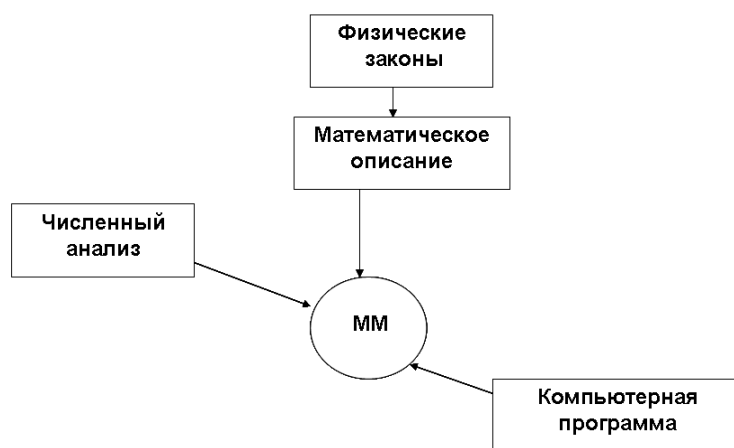 Физические
законы
Математическое
описание
Численный
анализ
ММ
Компьютерная
программа